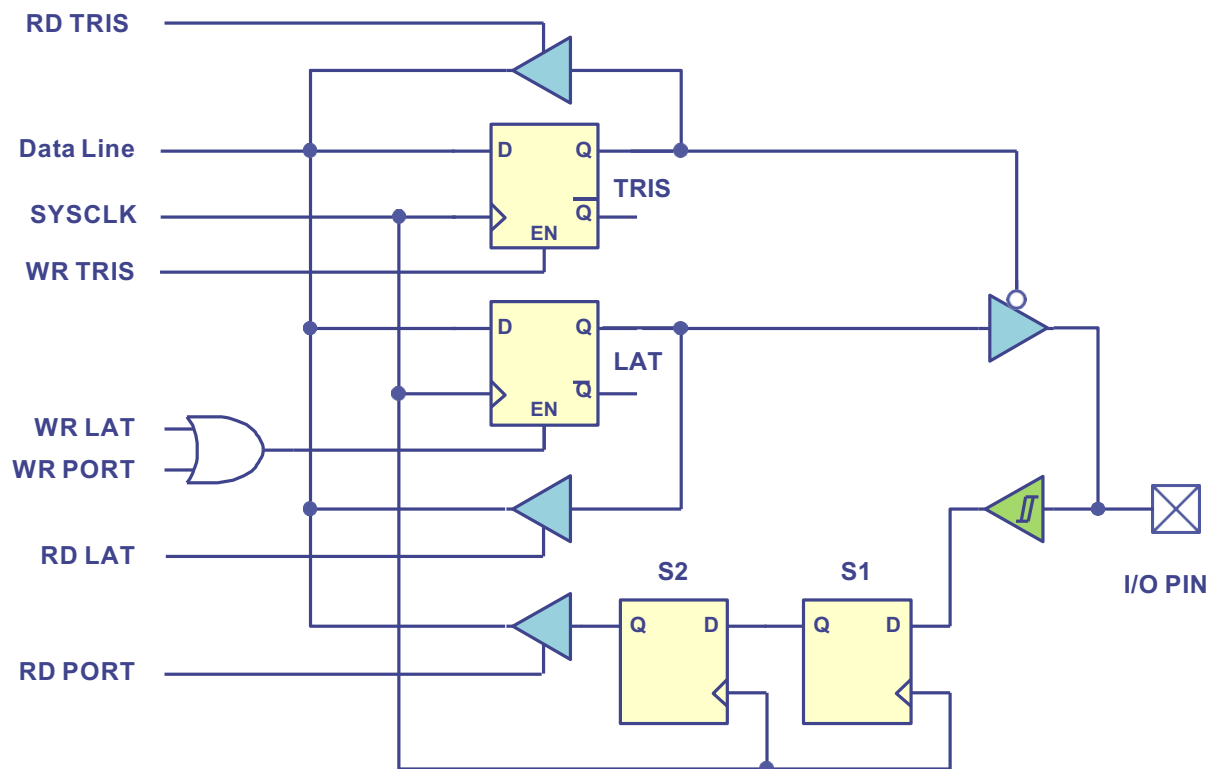 RD TRIS
Data Line
D Q
TRIS
SYSCLK
Q
EN
WR TRIS
D Q
LAT
Q
EN
WR LAT
WR PORT
RD LAT
S2 S1
I/O PIN
Q D Q D
RD PORT